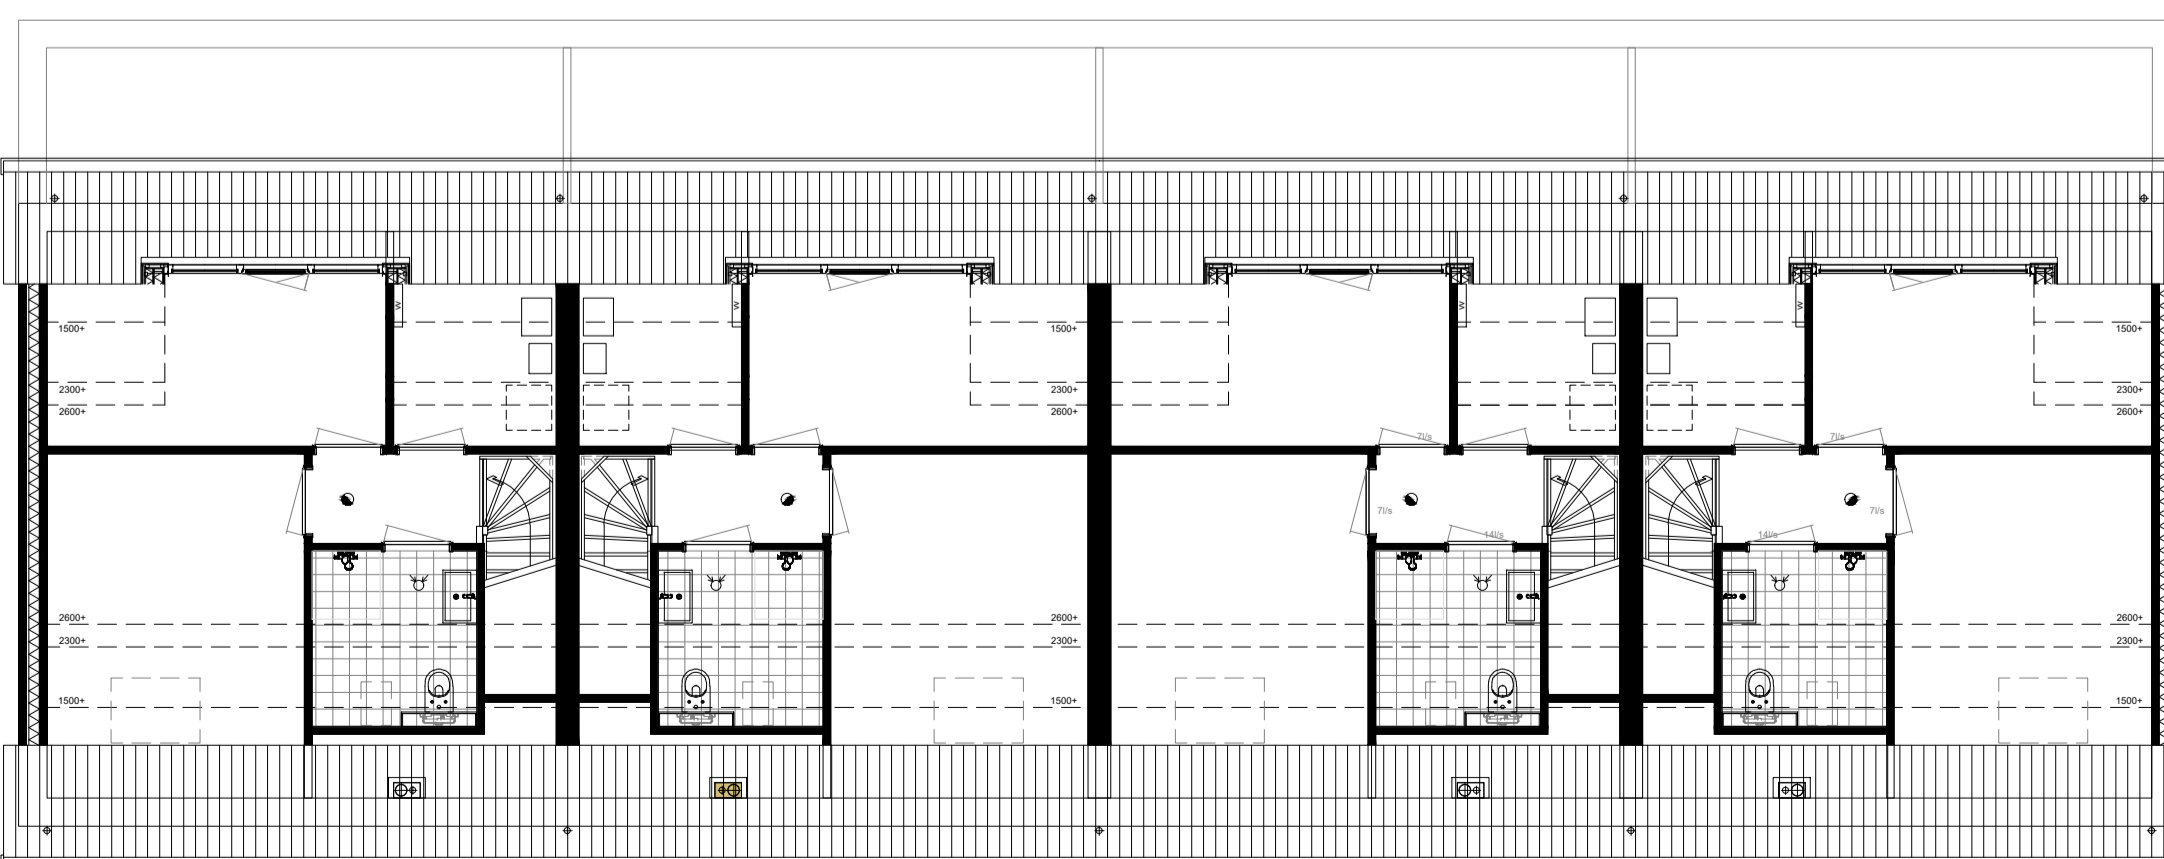 W W W W
1500+ 1500+ 1500+
2300+ 2300+ 2300+
2600+ 2600+ 2600+
7l/s 7l/s
7l/s 7l/s
14l/s 14l/s
2600+ 2600+ 2600+
2300+ 2300+ 2300+
1500+ 1500+ 1500+